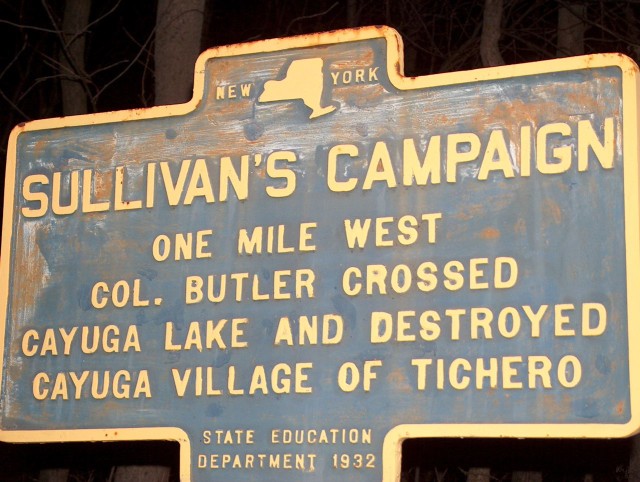 NEW YORK
SULLIVAN'S CAMPAIGN
ONE MILE WEST
COL. BUTLER CROSSED
CAYUGA LAKE AND DESTROYED
CAYUGA VILLAGE OF TICHERO
STATE EDUCATION
DEPARTMENT 1932